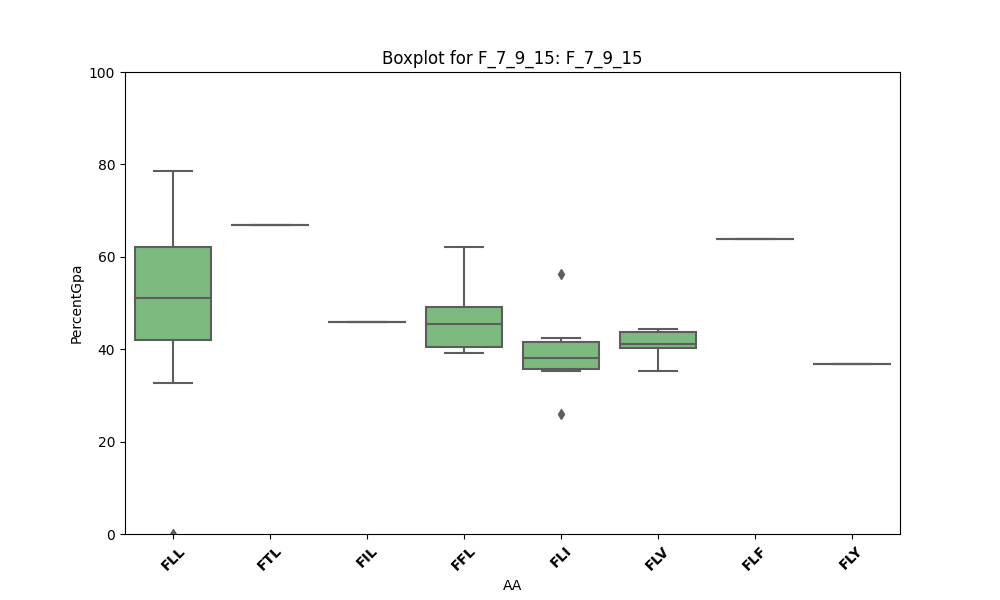 Boxplot for F_7_9_15: F_7_9_15
100
80
60
40
20
0
PercentGpa
FLL
FTL
FIL
FFL
FLI
FLV
FLF
FLY
AA